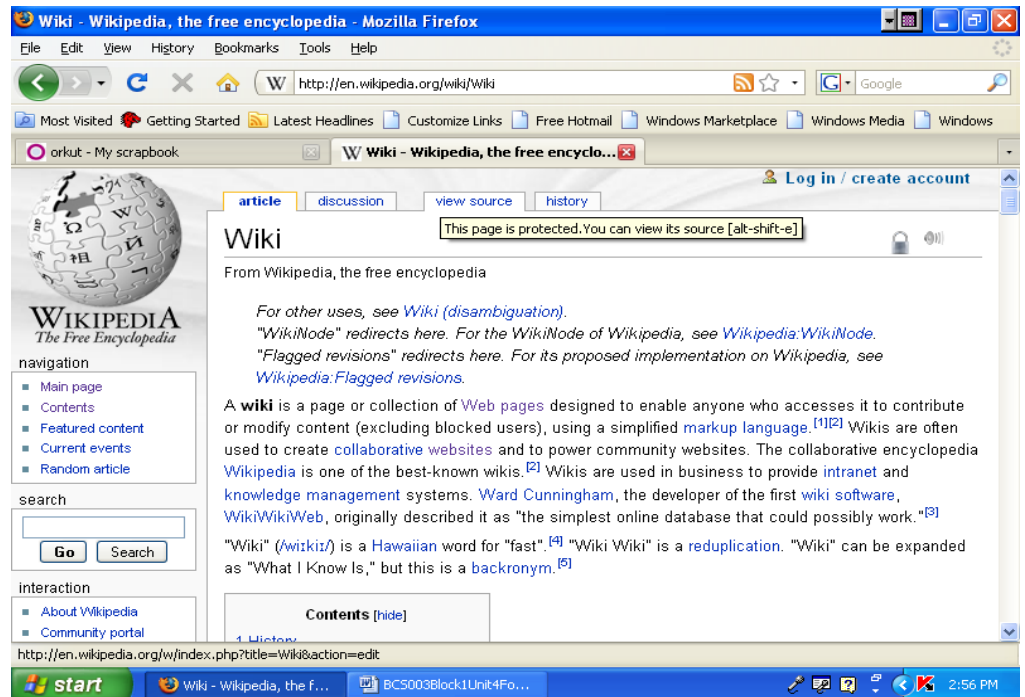 Wiki - Wikipedia, the free encyclopedia - Mozilla Firefox
File Edit View History Bookmarks Tools Help
W http://en.wikipedia.org/wiki/Wiki G Google
Most Visited Getting Started Latest Headlines Customize Links Free Hotmail Windows Marketplace Windows Media Windows
orkut - My scrapbook W Wiki - Wikipedia, the free encyclo...
Log in / create account
article discussion view source history
This page is protected.You can view its source [alt-shift-e]
Wiki
From Wikipedia, the free encyclopedia
For other uses, see Wiki (disambiguation).
"WikiNode" redirects here. For the WikiNode of Wikipedia, see Wikipedia:WikiNode.
"Flagged revisions" redirects here. For its proposed implementation on Wikipedia, see
Wikipedia:Flagged revisions.
A wiki is a page or collection of Web pages designed to enable anyone who accesses it to contribute
or modify content (excluding blocked users), using a simplified markup language.[1][2] Wikis are often
used to create collaborative websites and to power community websites. The collaborative encyclopedia
Wikipedia is one of the best-known wikis.[2] Wikis are used in business to provide intranet and
knowledge management systems. Ward Cunningham, the developer of the first wiki software,
WikiWikiWeb, originally described it as "the simplest online database that could possibly work."[3]
"Wiki" (/wiːkiː/) is a Hawaiian word for "fast".[4] "Wiki Wiki" is a reduplication. "Wiki" can be expanded
as "What I Know Is," but this is a backronym.[5]
Contents [hide]
1 History
WIKIPEDIA
The Free Encyclopedia
navigation
Main page
Contents
Featured content
Current events
Random article
search
Go Search
interaction
About Wikipedia
Community portal
http://en.wikipedia.org/w/index.php?title=Wiki&action=edit
start Wiki - Wikipedia, the f... BCS003Block1Unit4Fo... 2:56 PM